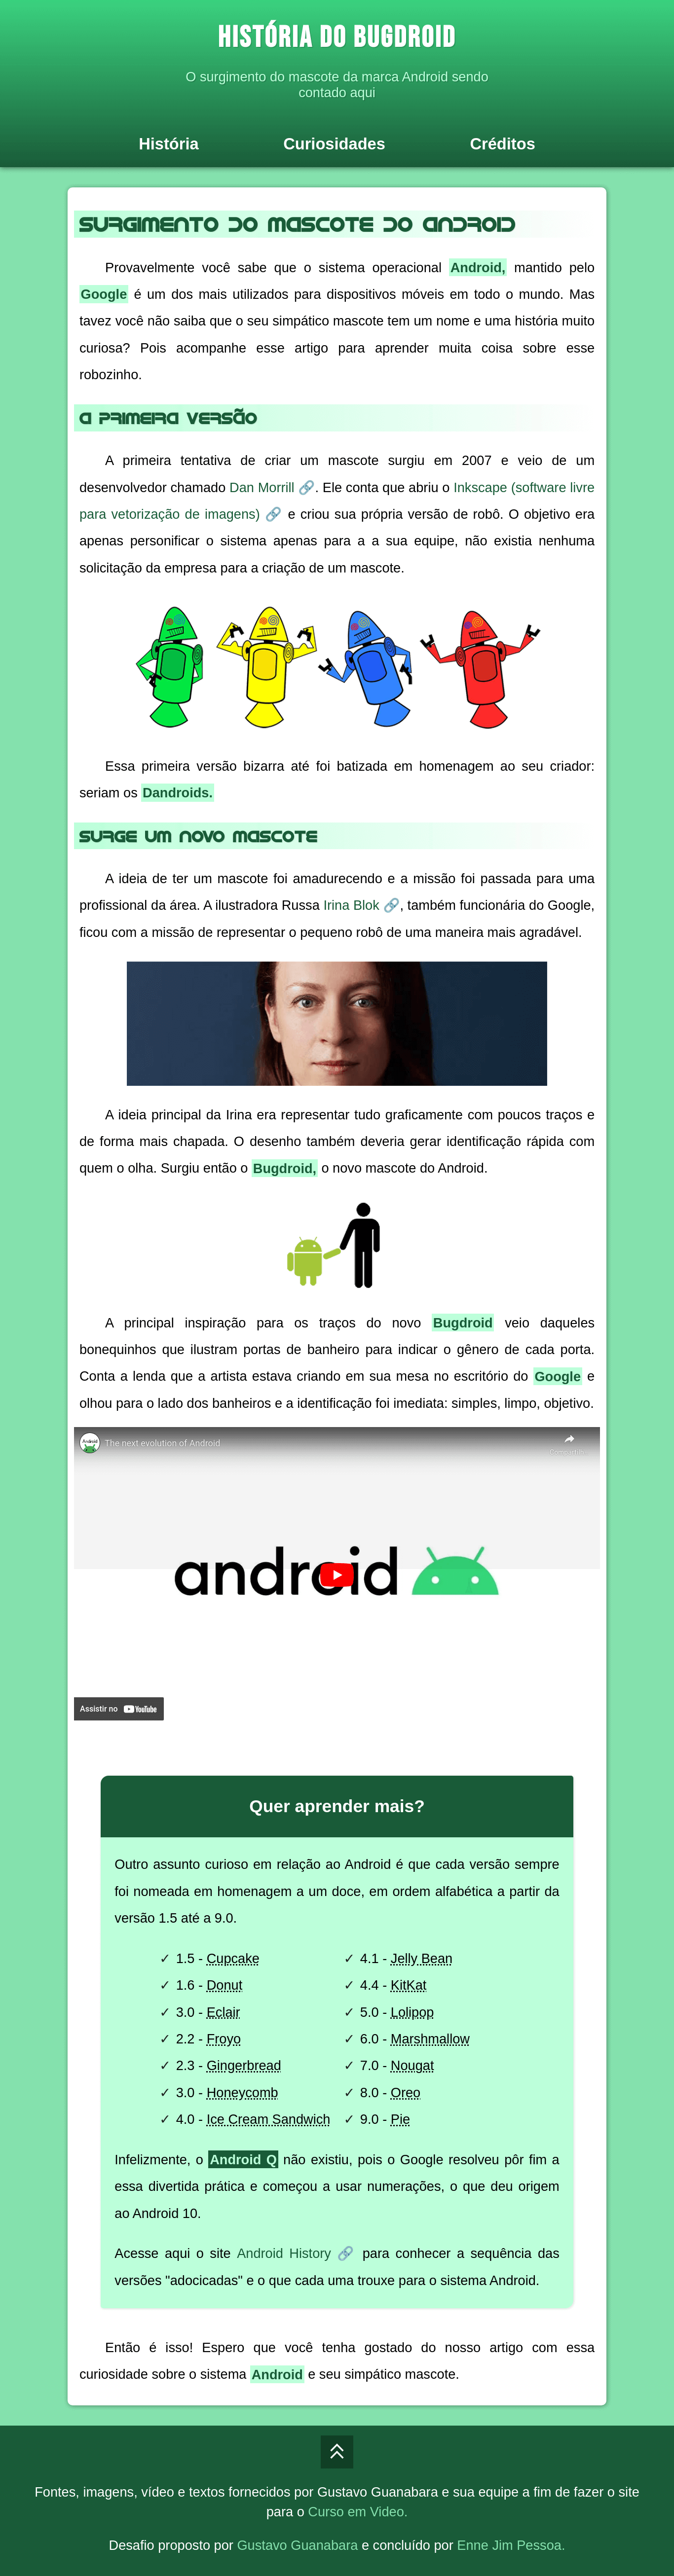 HISTÓRIA DO BUGDROID
O surgimento do mascote da marca Android sendo
contado aqui
História Curiosidades Créditos
SURGIMENTO DO MASCOTE DO ANDROID
Provavelmente você sabe que o sistema operacional Android, mantido pelo
Google é um dos mais utilizados para dispositivos móveis em todo o mundo. Mas
tavez você não saiba que o seu simpático mascote tem um nome e uma história muito
curiosa? Pois acompanhe esse artigo para aprender muita coisa sobre esse
robozinho.
A PRIMEIRA VERSÃO
A primeira tentativa de criar um mascote surgiu em 2007 e veio de um
desenvolvedor chamado Dan Morrill 🔗. Ele conta que abriu o Inkscape (software livre
para vetorização de imagens) 🔗 e criou sua própria versão de robô. O objetivo era
apenas personificar o sistema apenas para a a sua equipe, não existia nenhuma
solicitação da empresa para a criação de um mascote.
Essa primeira versão bizarra até foi batizada em homenagem ao seu criador:
seriam os Dandroids.
SURGE UM NOVO MASCOTE
A ideia de ter um mascote foi amadurecendo e a missão foi passada para uma
profissional da área. A ilustradora Russa Irina Blok 🔗, também funcionária do Google,
ficou com a missão de representar o pequeno robô de uma maneira mais agradável.
A ideia principal da Irina era representar tudo graficamente com poucos traços e
de forma mais chapada. O desenho também deveria gerar identificação rápida com
quem o olha. Surgiu então o Bugdroid, o novo mascote do Android.
A principal inspiração para os traços do novo Bugdroid veio daqueles
bonequinhos que ilustram portas de banheiro para indicar o gênero de cada porta.
Conta a lenda que a artista estava criando em sua mesa no escritório do Google e
olhou para o lado dos banheiros e a identificação foi imediata: simples, limpo, objetivo.
The next evolution of Android
android
Assistir no YouTube
Quer aprender mais?
Outro assunto curioso em relação ao Android é que cada versão sempre
foi nomeada em homenagem a um doce, em ordem alfabética a partir da
versão 1.5 até a 9.0.
✓ 1.5 - Cupcake
✓ 1.6 - Donut
✓ 3.0 - Eclair
✓ 2.2 - Froyo
✓ 2.3 - Gingerbread
✓ 3.0 - Honeycomb
✓ 4.0 - Ice Cream Sandwich
✓ 4.1 - Jelly Bean
✓ 4.4 - KitKat
✓ 5.0 - Lolipop
✓ 6.0 - Marshmallow
✓ 7.0 - Nougat
✓ 8.0 - Oreo
✓ 9.0 - Pie
Infelizmente, o Android Q não existiu, pois o Google resolveu pôr fim a
essa divertida prática e começou a usar numerações, o que deu origem
ao Android 10.
Acesse aqui o site Android History 🔗 para conhecer a sequência das
versões "adocicadas" e o que cada uma trouxe para o sistema Android.
Então é isso! Espero que você tenha gostado do nosso artigo com essa
curiosidade sobre o sistema Android e seu simpático mascote.
Fontes, imagens, vídeo e textos fornecidos por Gustavo Guanabara e sua equipe a fim de fazer o site
para o Curso em Video.
Desafio proposto por Gustavo Guanabara e concluído por Enne Jim Pessoa.